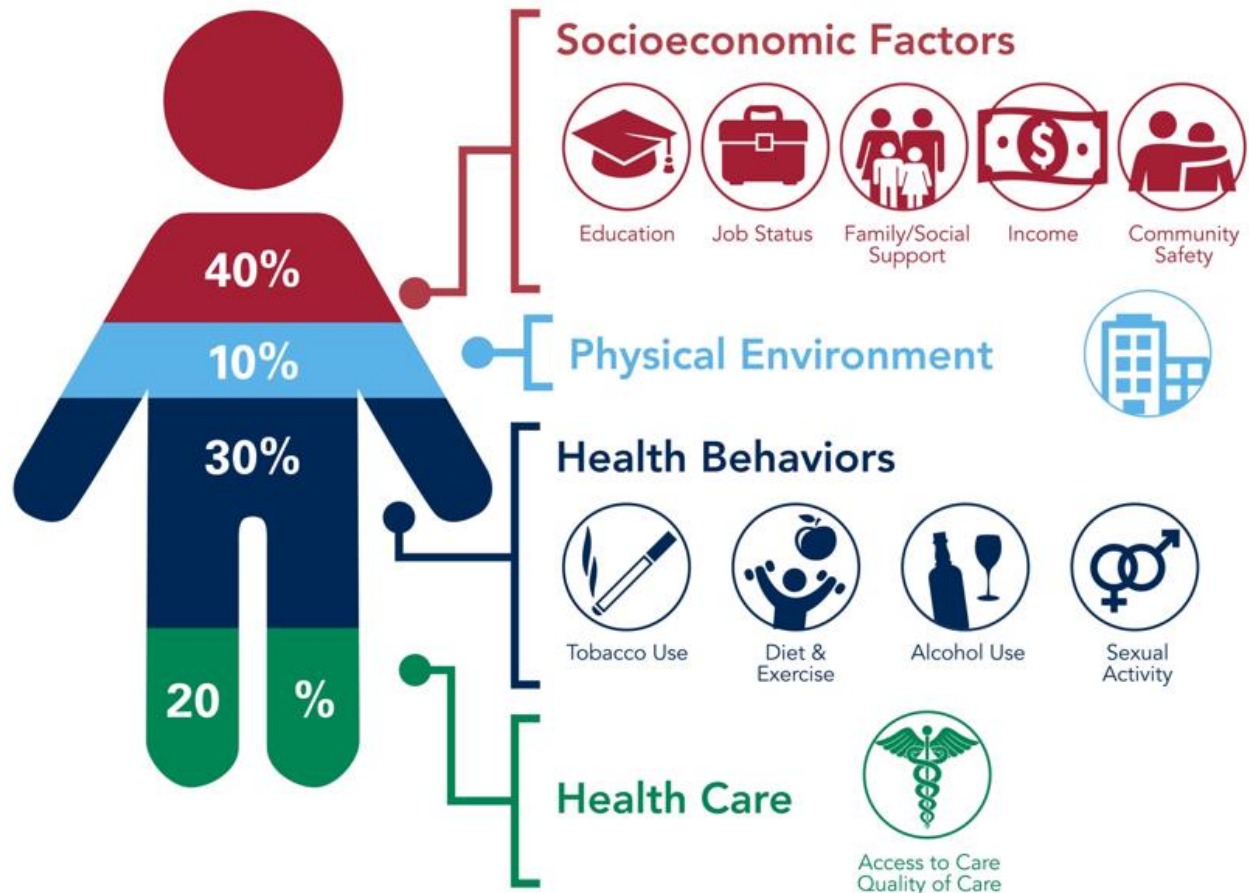 Socioeconomic Factors
Education
Job Status
Family/Social
Support
Income
Community
Safety
40%
10%
Physical Environment
30%
Health Behaviors
Tobacco Use
Diet &
Exercise
Alcohol Use
Sexual
Activity
20 %
Health Care
Access to Care
Quality of Care